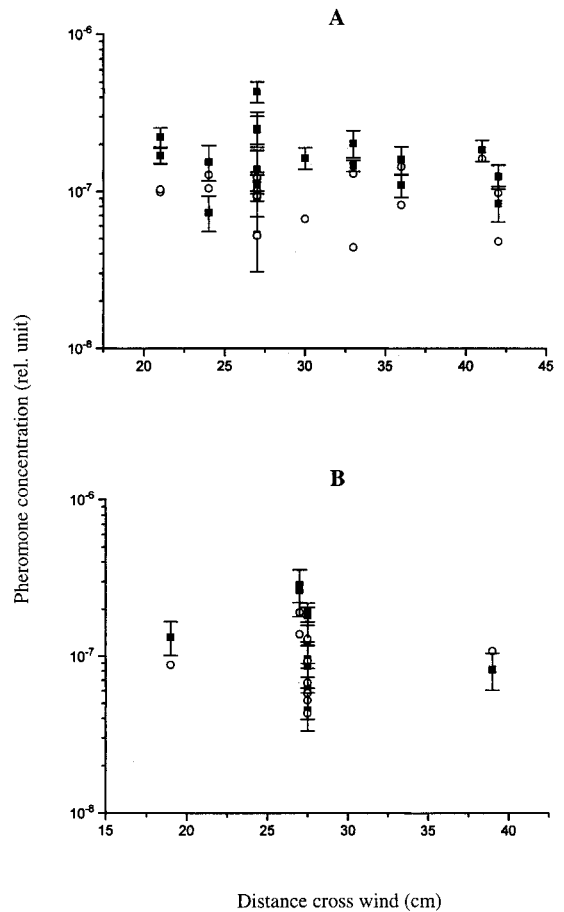 A
10-6
10-7
10-8
20 25 30 35 40 45
Pheromone concentration (rel. unit)
B
10-6
10-7
10-8
15 20 25 30 35 40
Distance cross wind (cm)